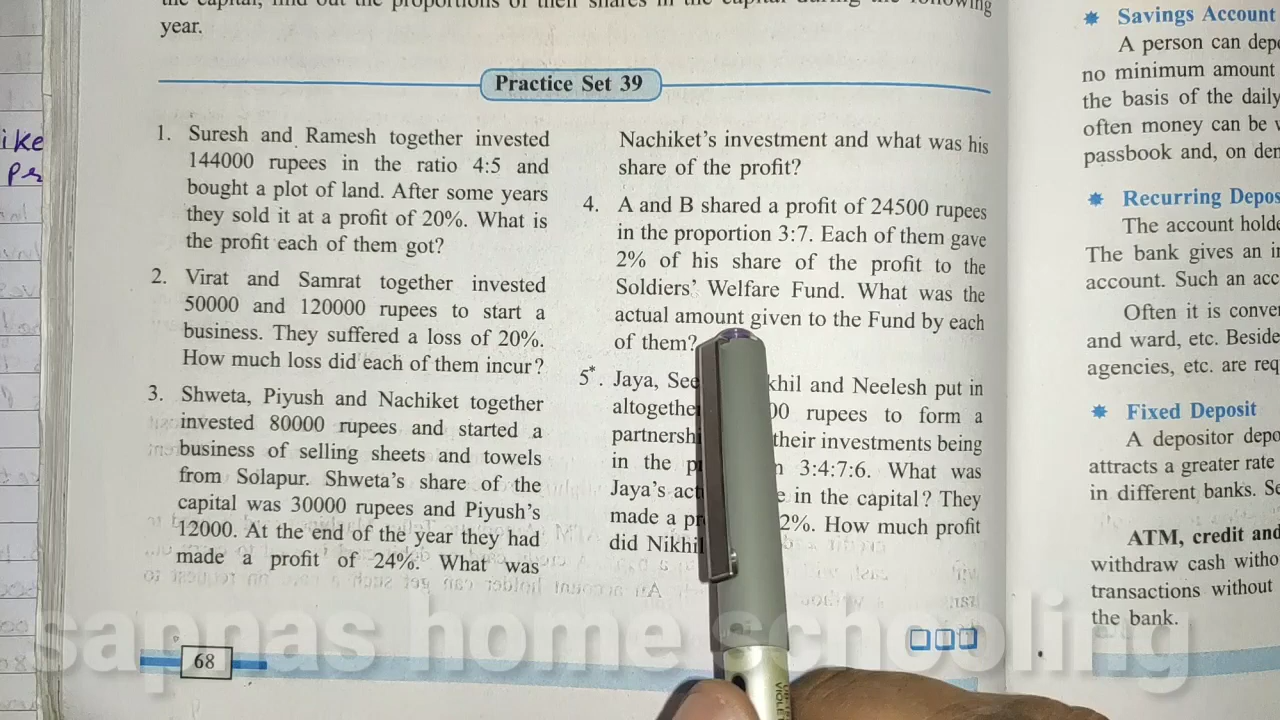 year.
Practice Set 39
1. Suresh and Ramesh together invested
144000 rupees in the ratio 4:5 and
bought a plot of land. After some years
they sold it at a profit of 20%. What is
the profit each of them got?
2. Virat and Samrat together invested
50000 and 120000 rupees to start a
business. They suffered a loss of 20%.
How much loss did each of them incur?
3. Shweta, Piyush and Nachiket together
invested 80000 rupees and started a
business of selling sheets and towels
from Solapur. Shweta's share of the
capital was 30000 rupees and Piyush's
12000. At the end of the year they had
made a profit of 24%. What was
Nachiket's investment and what was his
share of the profit?
4. A and B shared a profit of 24500 rupees
in the proportion 3:7. Each of them gave
2% of his share of the profit to the
Soldiers' Welfare Fund. What was the
actual amount given to the Fund by each
of them?
5*. Jaya, and Neelesh put in
rupees to form a
their investments being
in the 3:4:7:6. What was
Jaya's in the capital? They
made a How much profit
did Nikhil
68
* Savings Account
A person can
no minimum amount
the basis of the daily
often money can be
passbook and, on
* Recurring
The account
The bank gives an
account. Such an
Often it is
and ward, etc.
agencies, etc. are
* Fixed Deposit
A depositor
attracts a greater rate
in different banks.
ATM, credit and
withdraw cash
transactions without
the bank.
sapnas home schooling